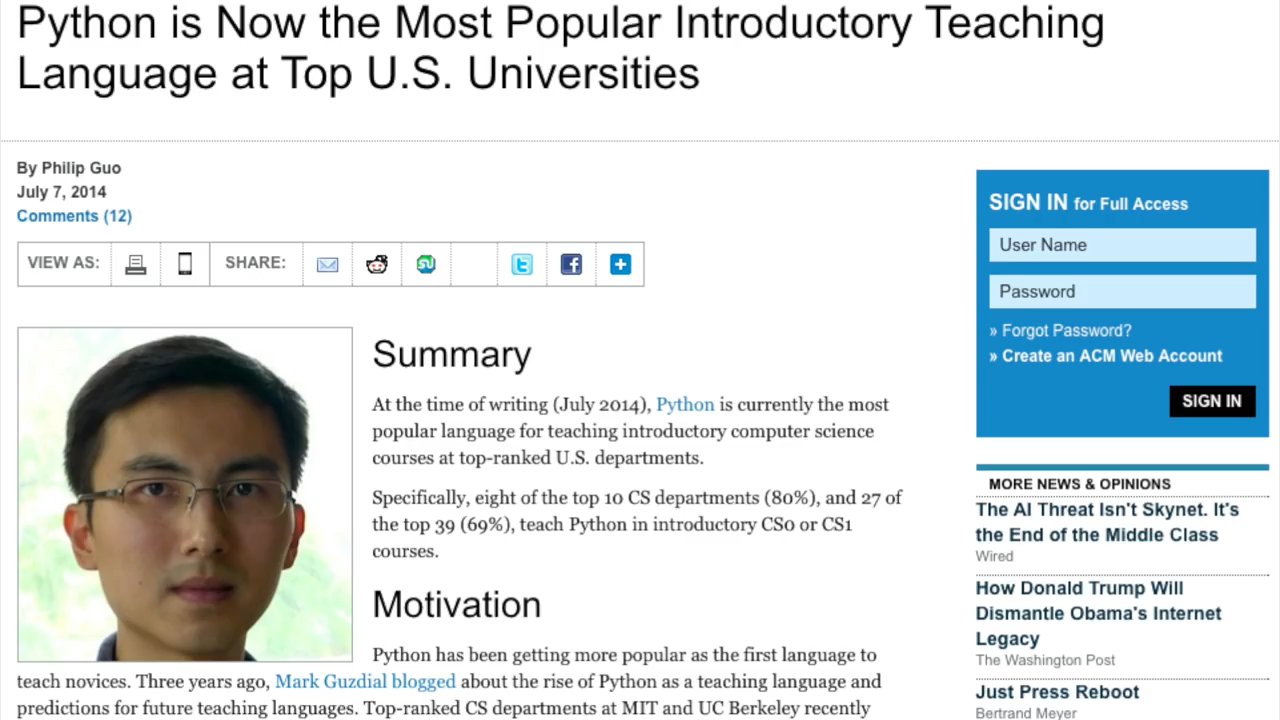 Python is Now the Most Popular Introductory Teaching
Language at Top U.S. Universities
By Philip Guo
July 7, 2014
Comments (12)
VIEW AS:
SHARE:
Summary
At the time of writing (July 2014), Python is currently the most
popular language for teaching introductory computer science
courses at top-ranked U.S. departments.
Specifically, eight of the top 10 CS departments (80%), and 27 of
the top 39 (69%), teach Python in introductory CS0 or CS1
courses.
Motivation
Python has been getting more popular as the first language to
teach novices. Three years ago, Mark Guzdial blogged about the rise of Python as a teaching language and
predictions for future teaching languages. Top-ranked CS departments at MIT and UC Berkeley recently
SIGN IN for Full Access
User Name
Password
» Forgot Password?
» Create an ACM Web Account
SIGN IN
MORE NEWS & OPINIONS
The AI Threat Isn't Skynet. It's
the End of the Middle Class
Wired
How Donald Trump Will
Dismantle Obama's Internet
Legacy
The Washington Post
Just Press Reboot
Bertrand Meyer